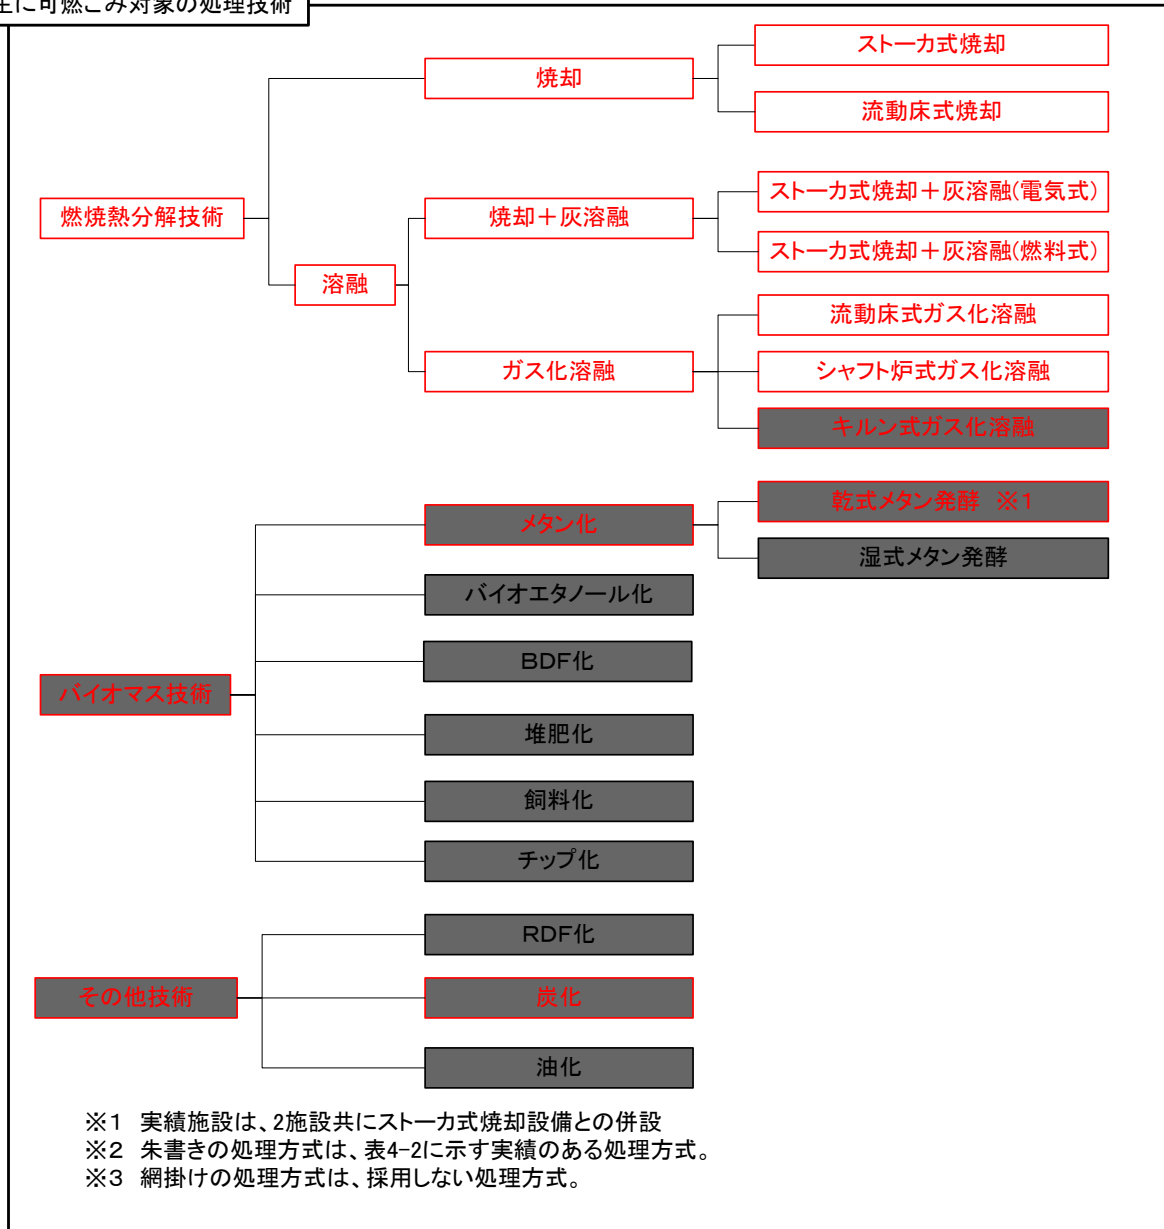 主に可燃ごみ対象の処理技術
ストーカ式焼却
焼却
流動床式焼却
ストーカ式焼却＋灰溶融(電気式)
燃焼熱分解技術
焼却＋灰溶融
ストーカ式焼却＋灰溶融(燃料式)
溶融
流動床式ガス化溶融
ガス化溶融
シャフト炉式ガス化溶融
キルン式ガス化溶融
乾式メタン発酵 ※1
メタン化
湿式メタン発酵
バイオエタノール化
BDF化
バイオマス技術
堆肥化
飼料化
チップ化
RDF化
その他技術
炭化
油化
※1 実績施設は、2施設共にストーカ式焼却設備との併設
※2 朱書きの処理方式は、表4-2に示す実績のある処理方式。
※3 網掛けの処理方式は、採用しない処理方式。